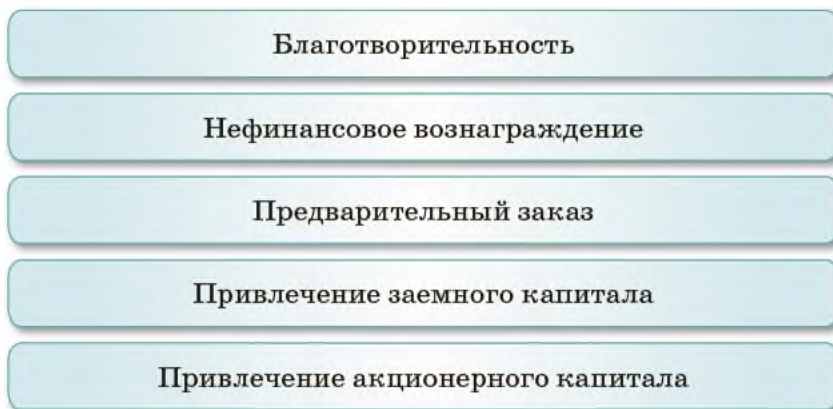 Благотворительность
Нефинансовое вознаграждение
Предварительный заказ
Привлечение заемного капитала
Привлечение акционерного капитала